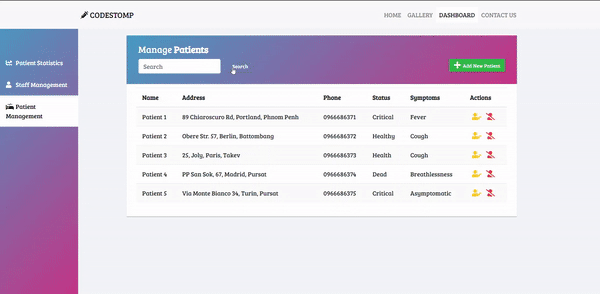 CODESTOMP
HOME GALLERY DASHBOARD CONTACT US
Patient Statistics
Staff Management
Patient
Management
Manage Patients
Search Search Add New Patient
Name Address Phone Status Symptoms Actions
Patient 1 89 Chiaroscuro Rd, Portland, Phnom Penh 0966686371 Critical Fever
Patient 2 Obere Str. 57, Berlin, Battambang 0966686372 Healthy Cough
Patient 3 25, Joly, Paris, Takev 0966686373 Health Cough
Patient 4 PP San Sok, 67, Madrid, Pursat 0966686374 Dead Breathlessness
Patient 5 Via Monte Bianco 34, Turin, Pursat 0966686375 Critical Asymptomatic